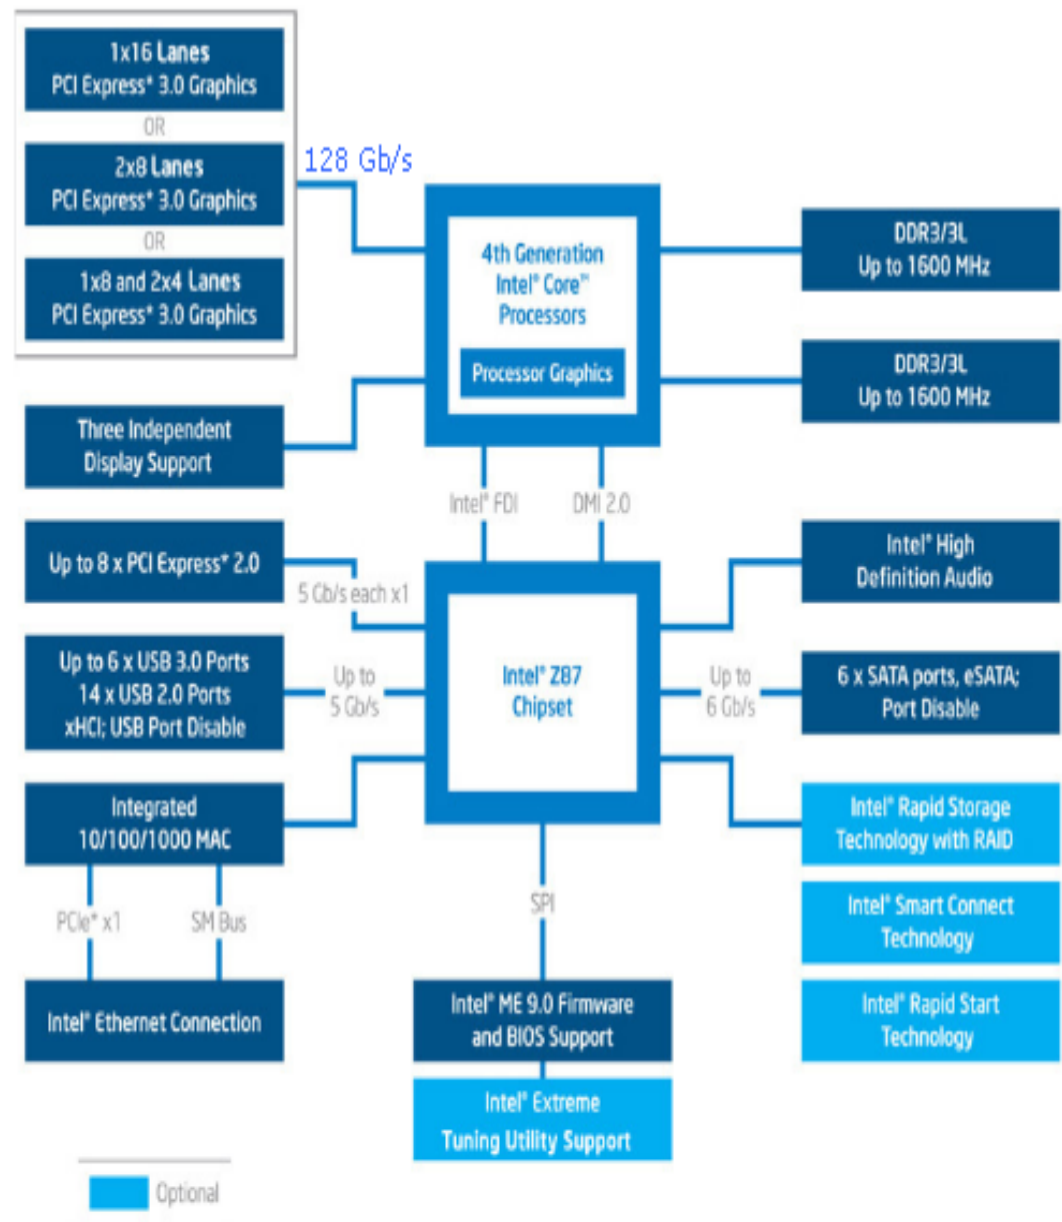 1x16 Lanes
PCI Express* 3.0 Graphics
OR
2x8 Lanes
PCI Express* 3.0 Graphics
OR
1x8 and 2x4 Lanes
PCI Express* 3.0 Graphics
128 Gb/s
4th Generation
Intel® Core™
Processors
Processor Graphics
DDR3/3L
Up to 1600 MHz
DDR3/3L
Up to 1600 MHz
Three Independent
Display Support
Intel® FDI
DMI 2.0
Up to 8 x PCI Express* 2.0
5 Gb/s each x1
Intel® High
Definition Audio
Up to 6 x USB 3.0 Ports
14 x USB 2.0 Ports
xHCI; USB Port Disable
Up to
5 Gb/s
Intel® Z87
Chipset
Up to
6 Gb/s
6 x SATA ports, eSATA;
Port Disable
Integrated
10/100/1000 MAC
Intel® Rapid Storage
Technology with RAID
PCIe* x1
SM Bus
SPI
Intel® Smart Connect
Technology
Intel® Ethernet Connection
Intel® ME 9.0 Firmware
and BIOS Support
Intel® Rapid Start
Technology
Intel® Extreme
Tuning Utility Support
Optional